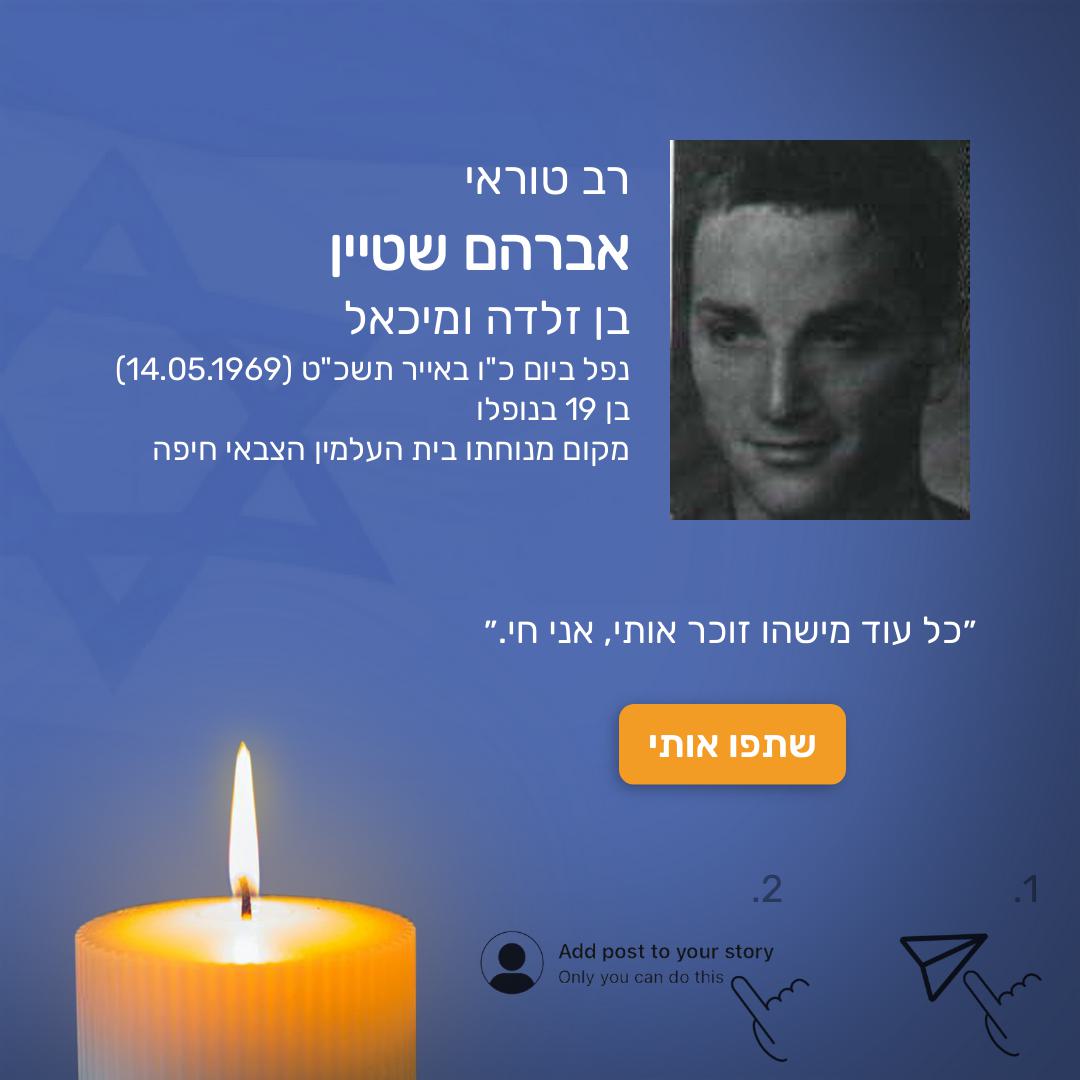 רב טוראי
אברהם שטיין
בן זלדה ומיכאל
נפל ביום כ"ו באייר תשכ"ט (14.05.1969)
בן 19 בנופלו
מקום מנוחתו בית העלמין הצבאי חיפה
״כל עוד מישהו זוכר אותי, אני חי.״
שתפו אותי
.1
.2
Add post to your story
Only you can do this